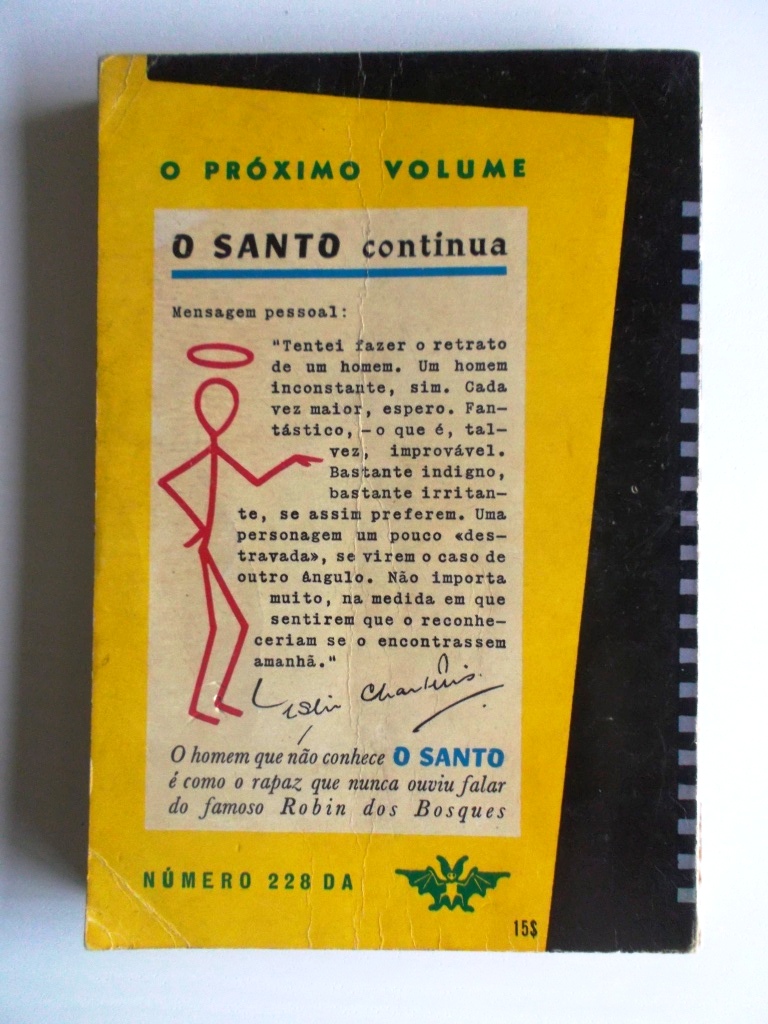 O PRÓXIMO VOLUME
O SANTO continua
Mensagem pessoal:
"Tentei fazer o retrato
de um homem. Um homem
inconstante, sim. Cada
vez maior, espero. Fan-
tástico, -o que é, tal-
vez, improvável.
Bastante indigno,
bastante irritan-
te, se assim preferem. Uma
personagem um pouco «des-
travada», se virem o caso de
outro ângulo. Não importa
muito, na medida em que
sentirem que o reconhe-
ceriam se o encontrassem
amanhã."
Leslie Charteris
O homem que não conhece O SANTO
é como o rapaz que nunca ouviu falar
do famoso Robin dos Bosques
NÚMERO 228 DA
15$